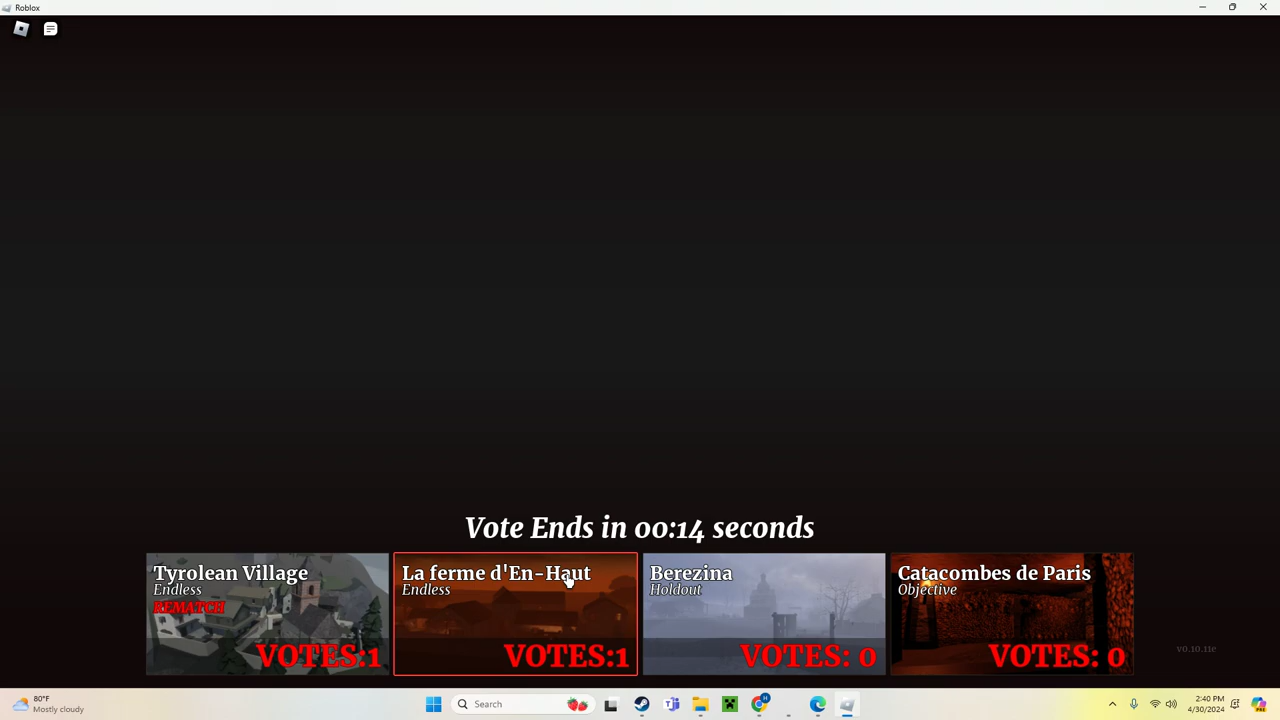 Roblox
Vote Ends in 00:14 seconds
Tyrolean Village
Endless
REMATCH
VOTES:1
La ferme d'En-Haut
Endless
VOTES:1
Berezina
Holdout
VOTES: 0
Catacombes de Paris
Objective
VOTES: 0
v0.10.11e
80°F
Mostly cloudy
Search
H
2:40 PM
4/30/2024